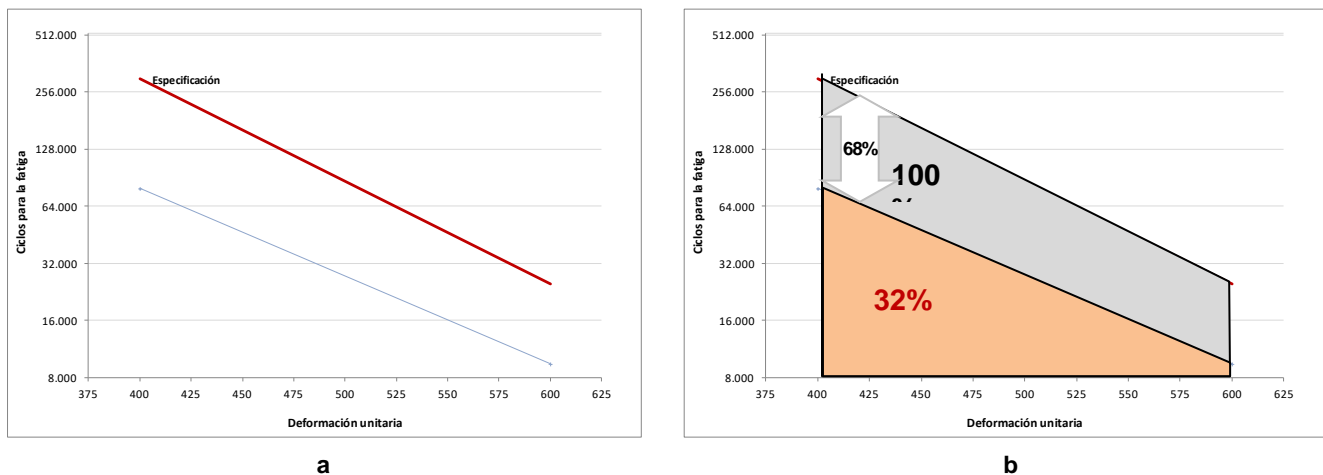 512.000
256.000
128.000
64.000
32.000
16.000
8.000
Ciclos para la fatiga
Especificación
375 400 425 450 475 500 525 550 575 600 625
Deformación unitaria
a
512.000
256.000
128.000
64.000
32.000
16.000
8.000
Ciclos para la fatiga
Especificación
68%
100
%
32%
375 400 425 450 475 500 525 550 575 600 625
Deformación unitaria
b